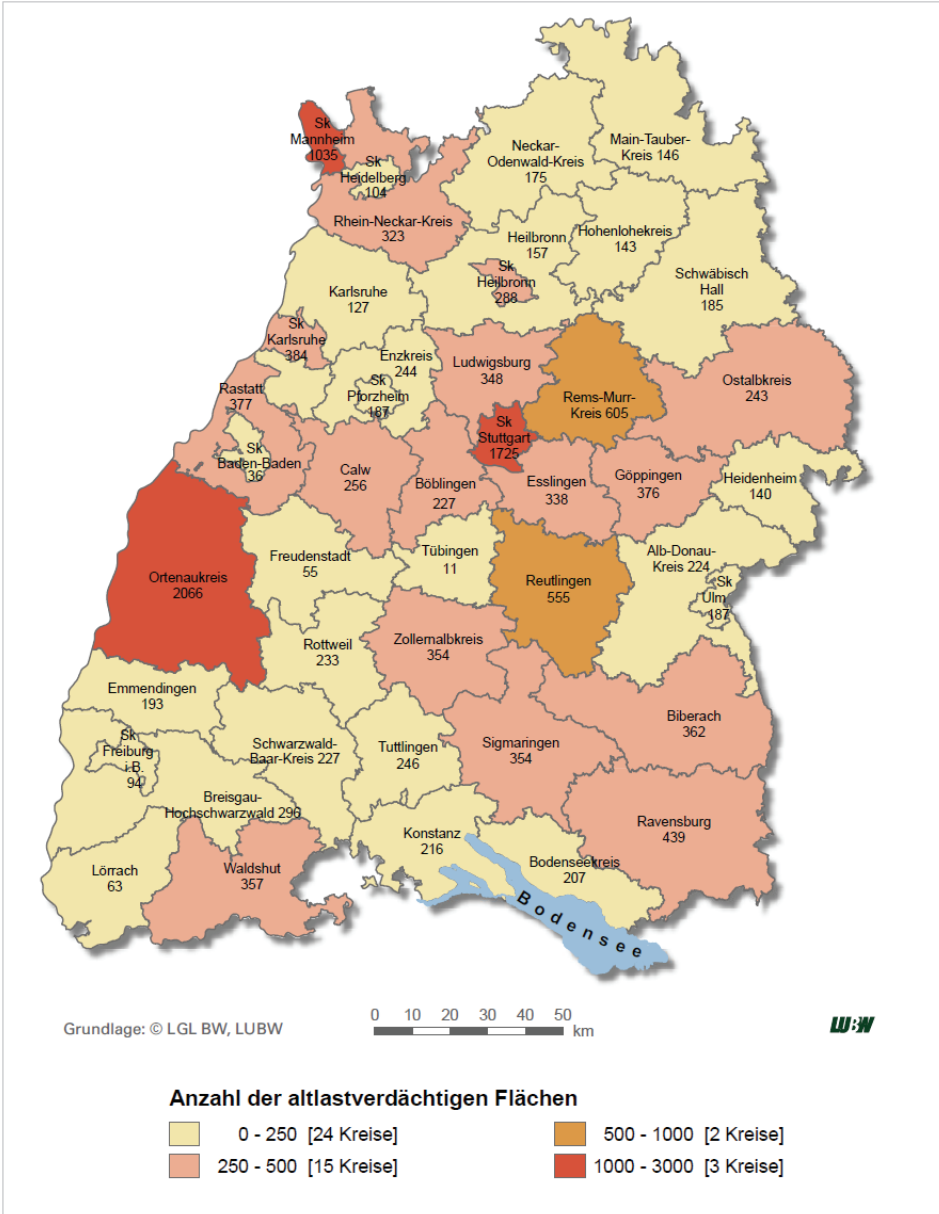 Sk
Mannheim
1035
Sk
Heidelberg
104
Rhein-Neckar-Kreis
323
Neckar-
Odenwald-Kreis
175
Main-Tauber-
Kreis 146
Hohenlohekreis
143
Heilbronn
157
Sk
Heilbronn
288
Schwäbisch
Hall
185
Karlsruhe
127
Sk
Karlsruhe
384
Enzkreis
244
Sk
Pforzheim
187
Ludwigsburg
348
Rems-Murr-
Kreis 605
Ostalbkreis
243
Rastatt
377
Sk
Baden-Baden
36
Sk
Stuttgart
1725
Calw
256
Böblingen
227
Esslingen
338
Göppingen
376
Heidenheim
140
Ortenaukreis
2066
Freudenstadt
55
Tübingen
11
Reutlingen
555
Alb-Donau-
Kreis 224
Sk
Ulm
187
Rottweil
233
Zollernalbkreis
354
Emmendingen
193
Sk
Freiburg
i.B.
94
Schwarzwald-
Baar-Kreis 227
Tuttlingen
246
Sigmaringen
354
Biberach
362
Breisgau-
Hochschwarzwald 296
Konstanz
216
Ravensburg
439
Lörrach
63
Waldshut
357
Bodenseekreis
207
Bodensee
Grundlage: © LGL BW, LUBW
0 10 20 30 40 50
km
LUBW
Anzahl der altlastverdächtigen Flächen
0 - 250 [24 Kreise]
250 - 500 [15 Kreise]
500 - 1000 [2 Kreise]
1000 - 3000 [3 Kreise]